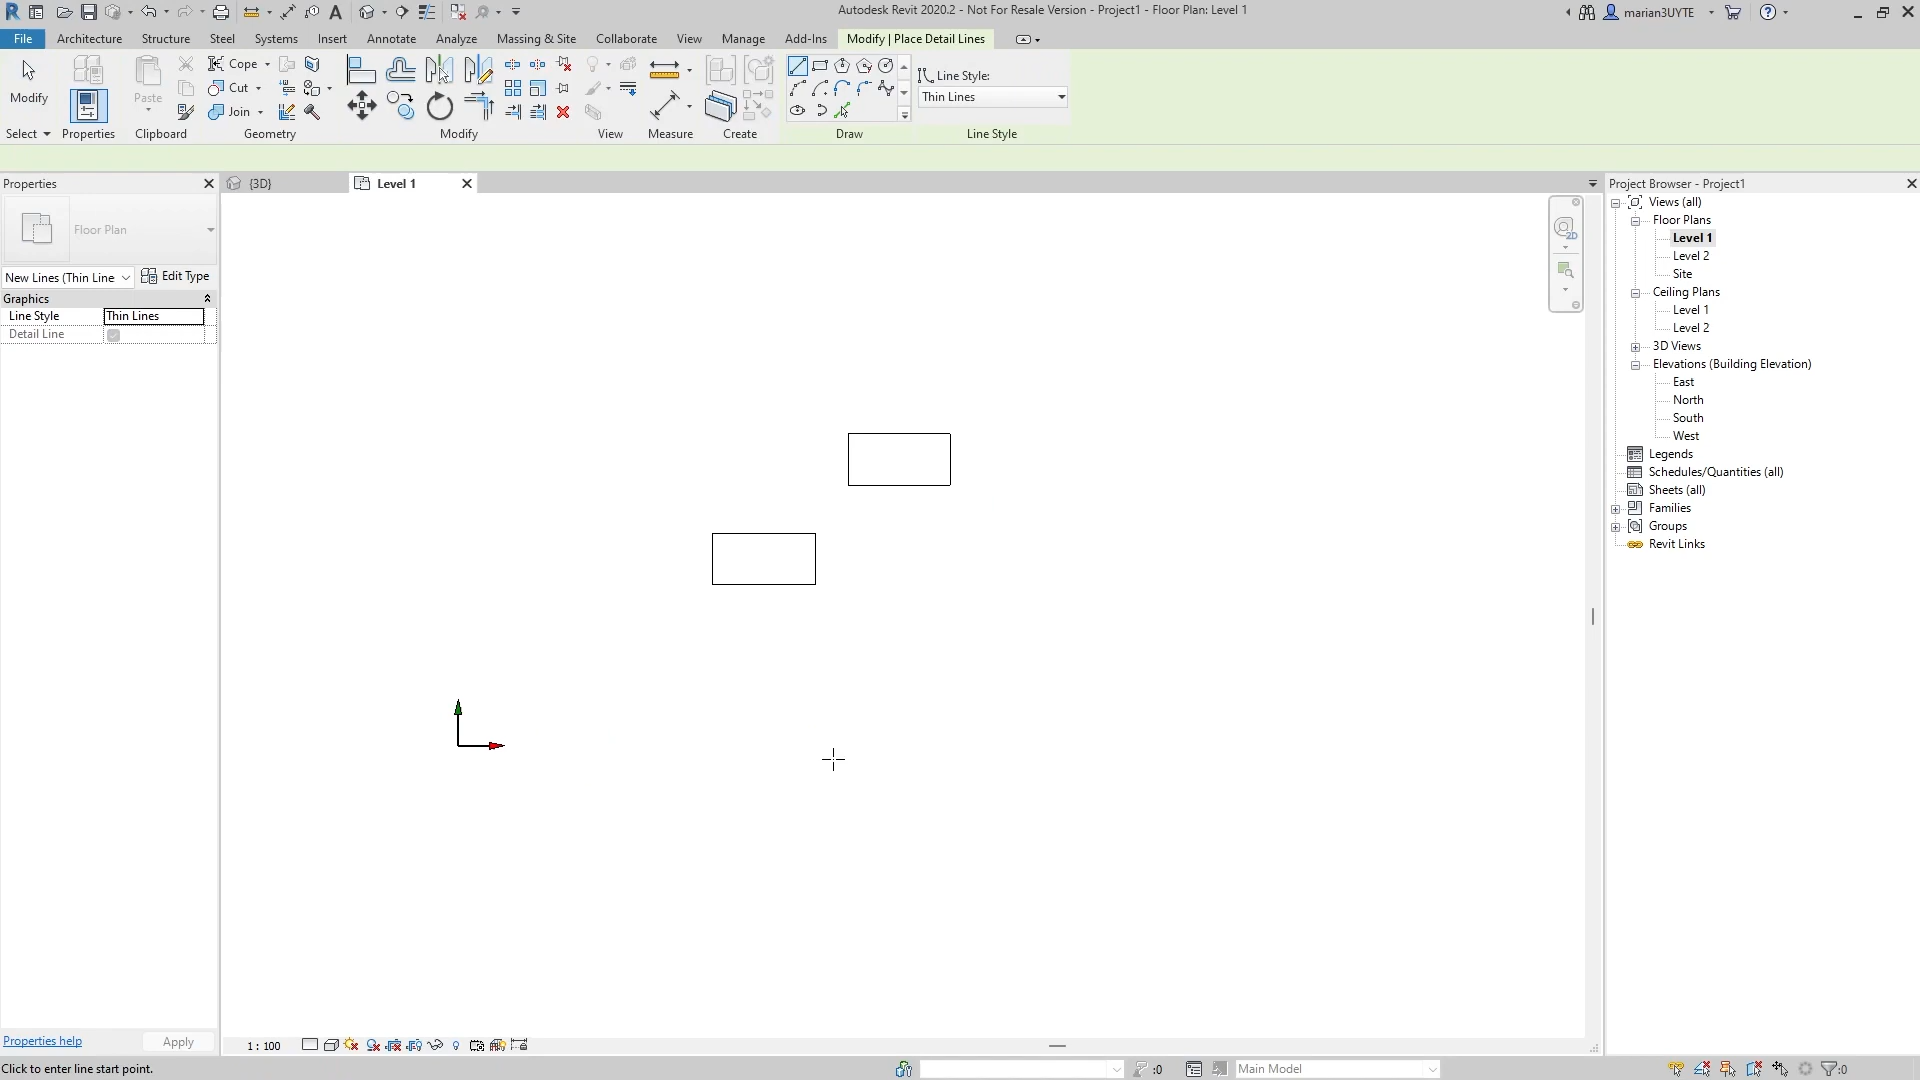 Autodesk Revit 2020.2 - Not For Resale Version - Project1 - Floor Plan: Level 1
marian3UYTE
File Architecture Structure Steel Systems Insert Annotate Analyze Massing & Site Collaborate View Manage Add-Ins Modify | Place Detail Lines
Modify
Paste
Cope
Cut
Join
Line Style:
Thin Lines
Select Properties Clipboard Geometry Modify View Measure Create Draw Line Style
Properties
{3D}
Level 1
Floor Plan
New Lines (Thin Line
Edit Type
Graphics
Line Style Thin Lines
Detail Line
2D
Project Browser - Project1
Views (all)
Floor Plans
Level 1
Level 2
Site
Ceiling Plans
Level 1
Level 2
3D Views
Elevations (Building Elevation)
East
North
South
West
Legends
Schedules/Quantities (all)
Sheets (all)
Families
Groups
Revit Links
Properties help
Apply
1 : 100
Click to enter line start point.
:0
Main Model
:0